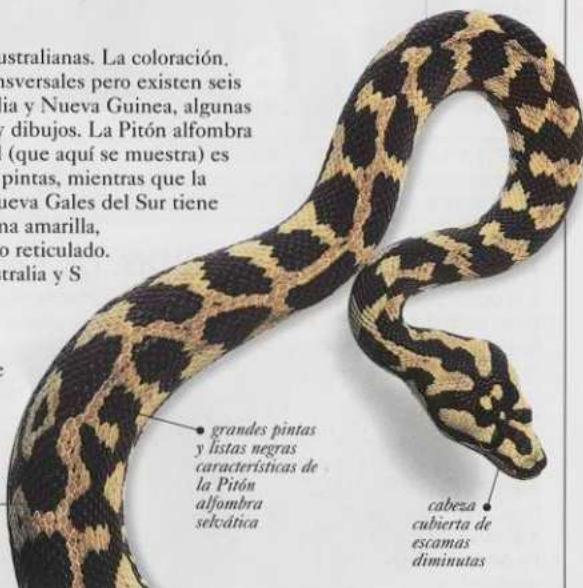 ustralianas. La coloración.
nsversales pero existen seis
lia y Nueva Guinea, algunas
y dibujos. La Pitón alfombra
(que aquí se muestra) es
pintas, mientras que la
ueva Gales del Sur tiene
na amarilla,
o reticulado.
stralia y S
e
• grandes pintas
y listas negras
características de
la Pitón
alfombra
selvática
cabeza •
cubierta de
escamas
diminutas